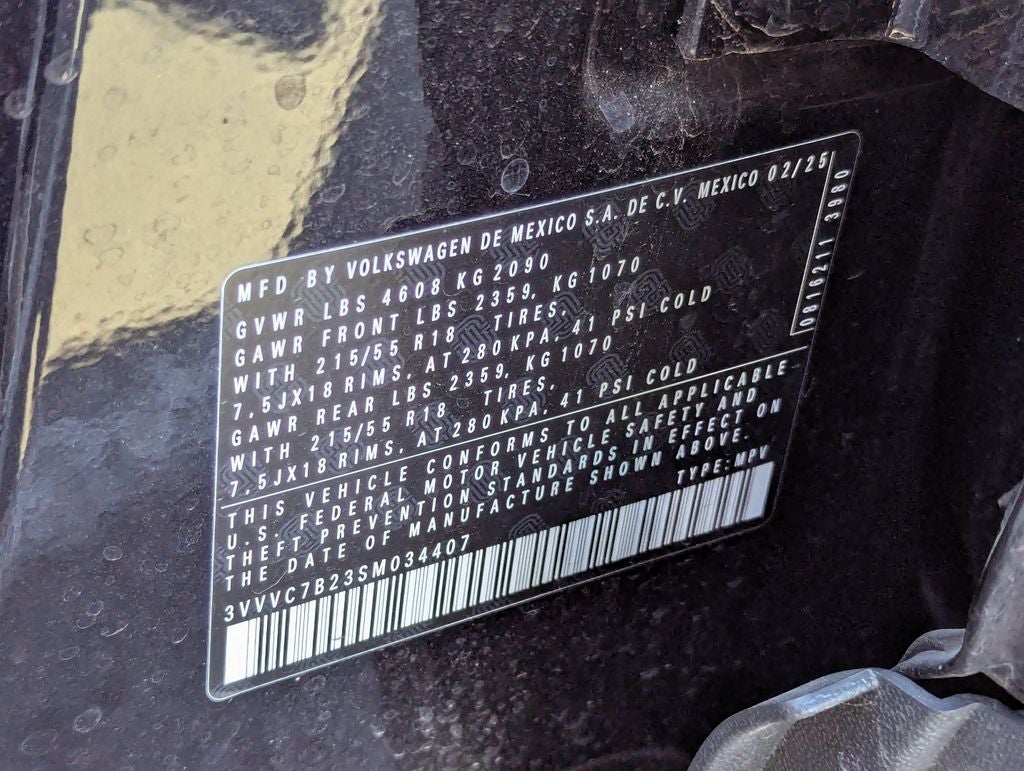 MFD BY VOLKSWAGEN DE MEXICO S.A. DE C.V. MEXICO 02/25
GVWR LBS 4608 KG 2090
GAWR FRONT LBS 2359, KG 1070
WITH 215/55 R18 TIRES,
7,5JX18 RIMS, AT 280 KPA, 41 PSI COLD
GAWR REAR LBS 2359, KG 1070
WITH 215/55 R18 TIRES,
7,5JX18 RIMS, AT 280 KPA, 41 PSI COLD
0816211 3980
THIS VEHICLE CONFORMS TO ALL APPLICABLE
U.S. FEDERAL MOTOR VEHICLE SAFETY AND
THEFT PREVENTION STANDARDS IN EFFECT ON
THE DATE OF MANUFACTURE SHOWN ABOVE.
3VVVC7B23SM034407 TYPE:MPV